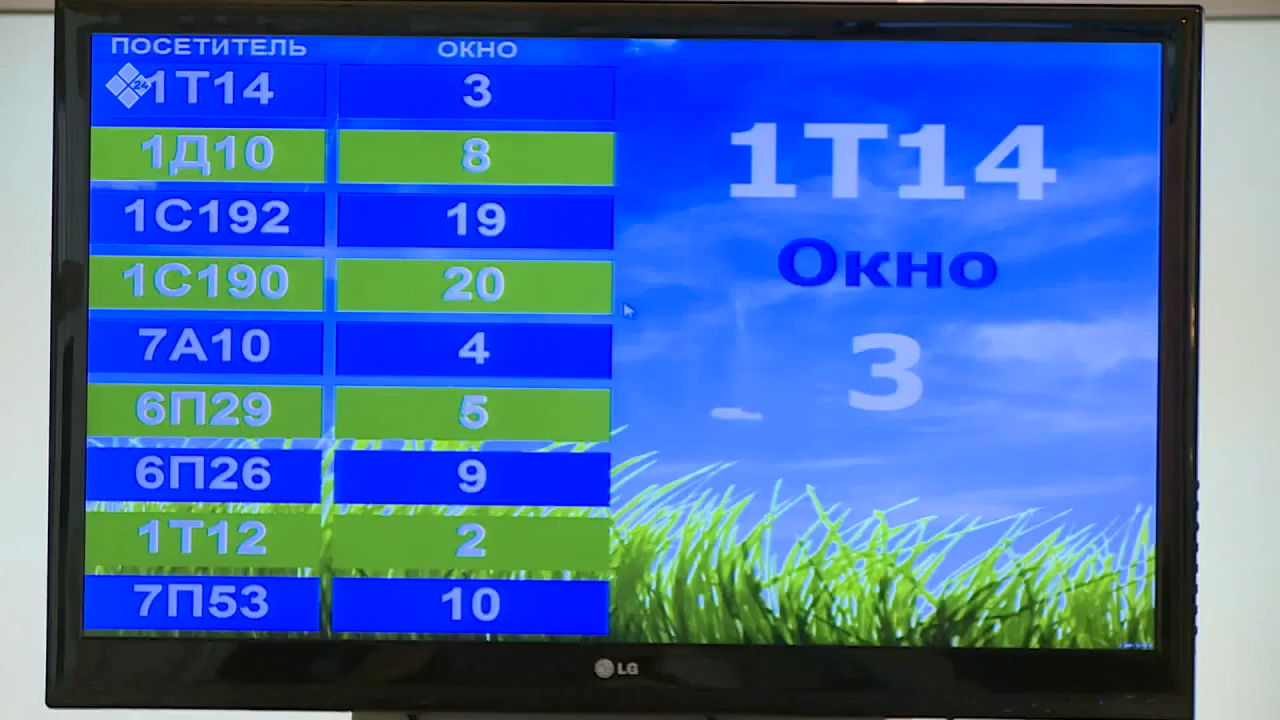 ПОСЕТИТЕЛЬ ОКНО
1Т14 3
1Д10 8
1С192 19
1С190 20
7А10 4
6П29 5
6П26 9
1Т12 2
7П53 10
1Т14
Окно
3
24
LG